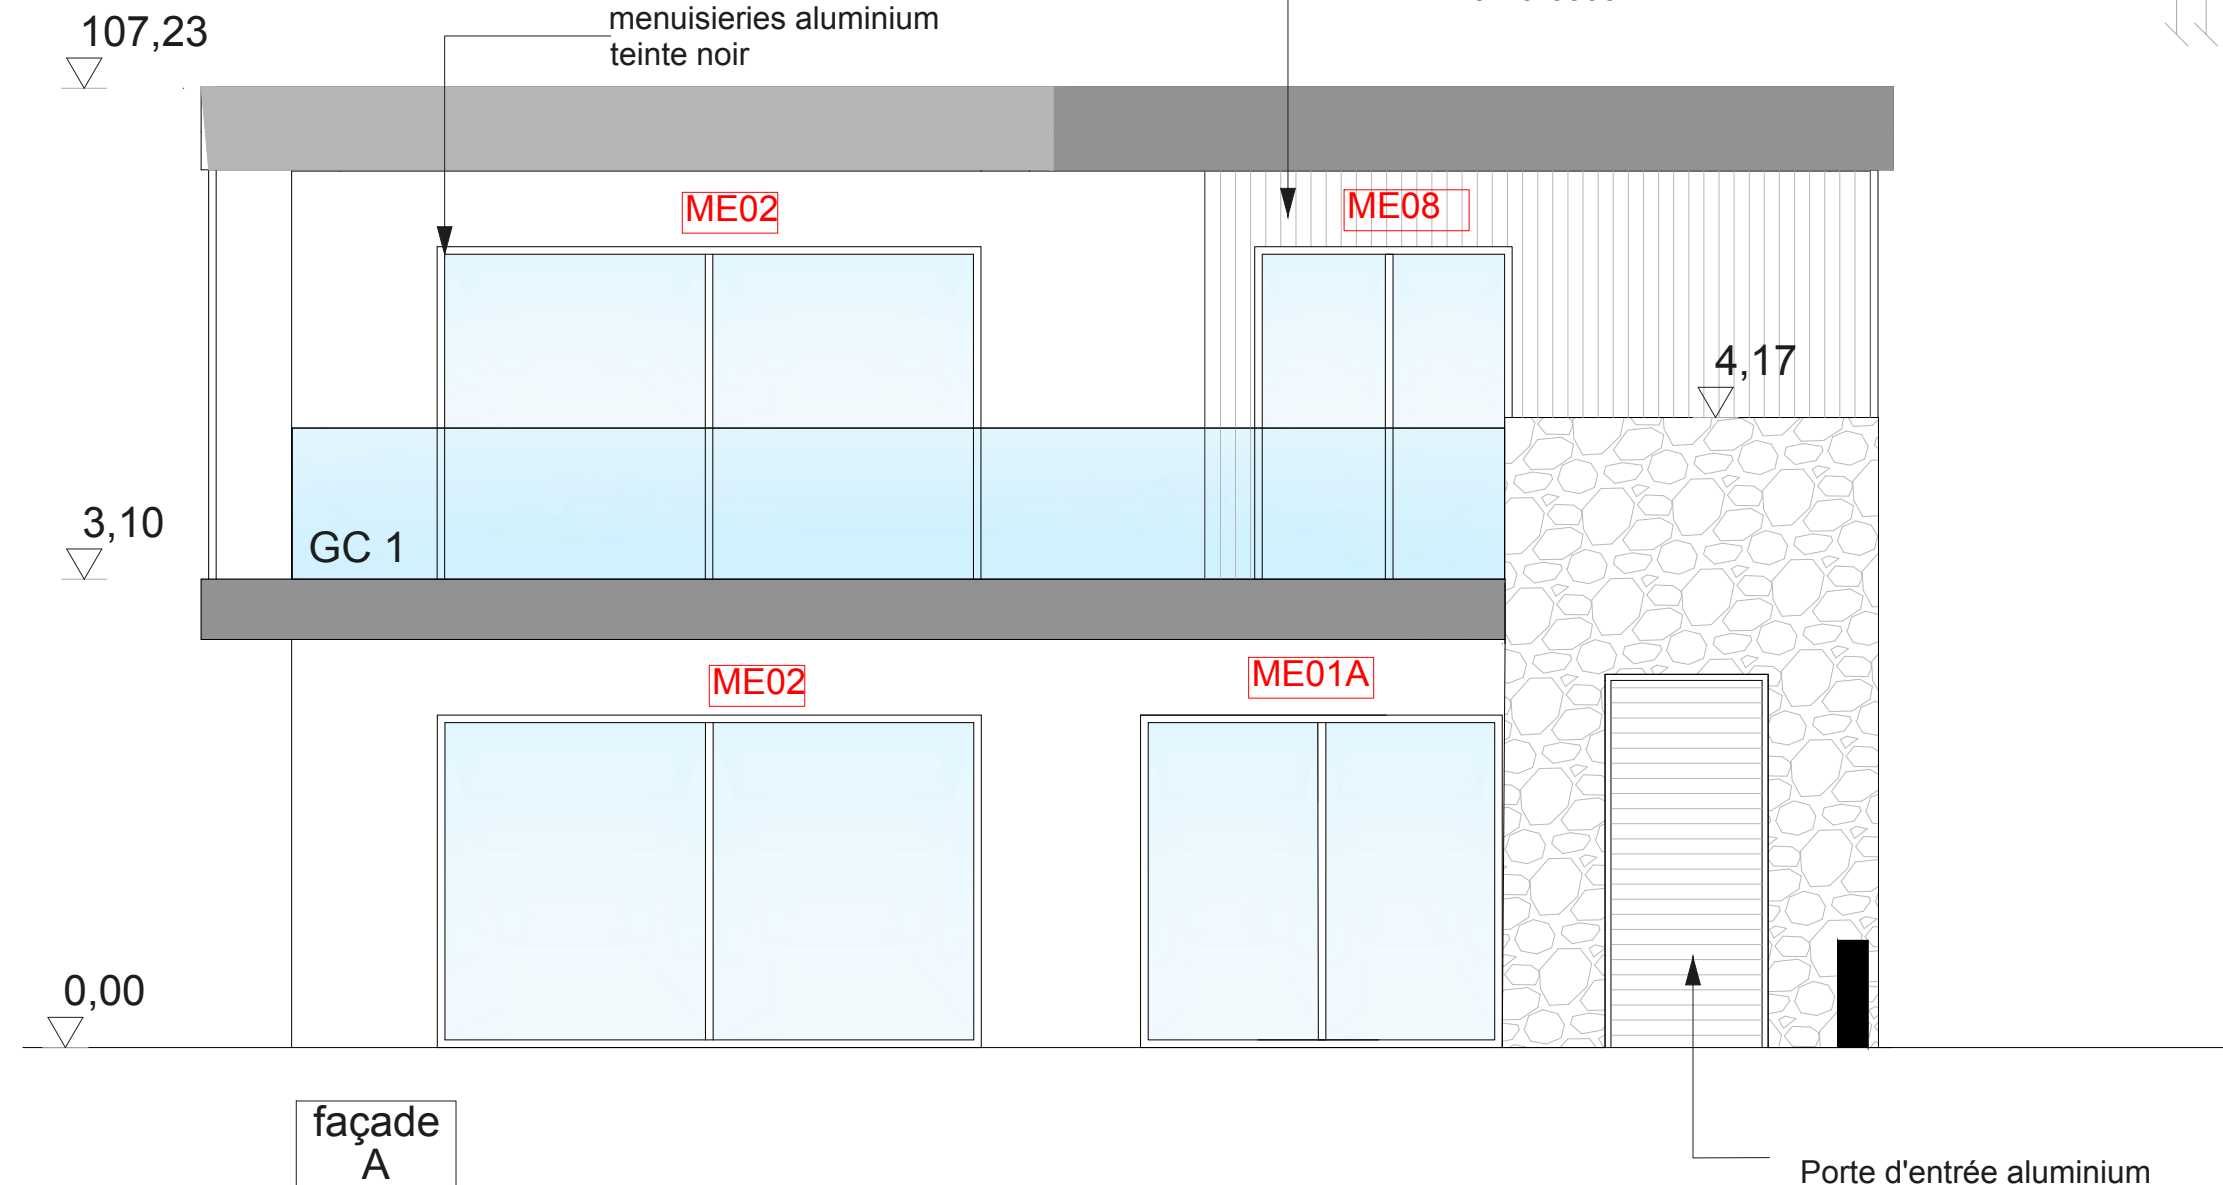 107,23
menuisieries aluminium
teinte noir
ME02
ME08
4,17
3,10
GC 1
ME02
ME01A
0,00
façade
A
Porte d'entrée aluminium